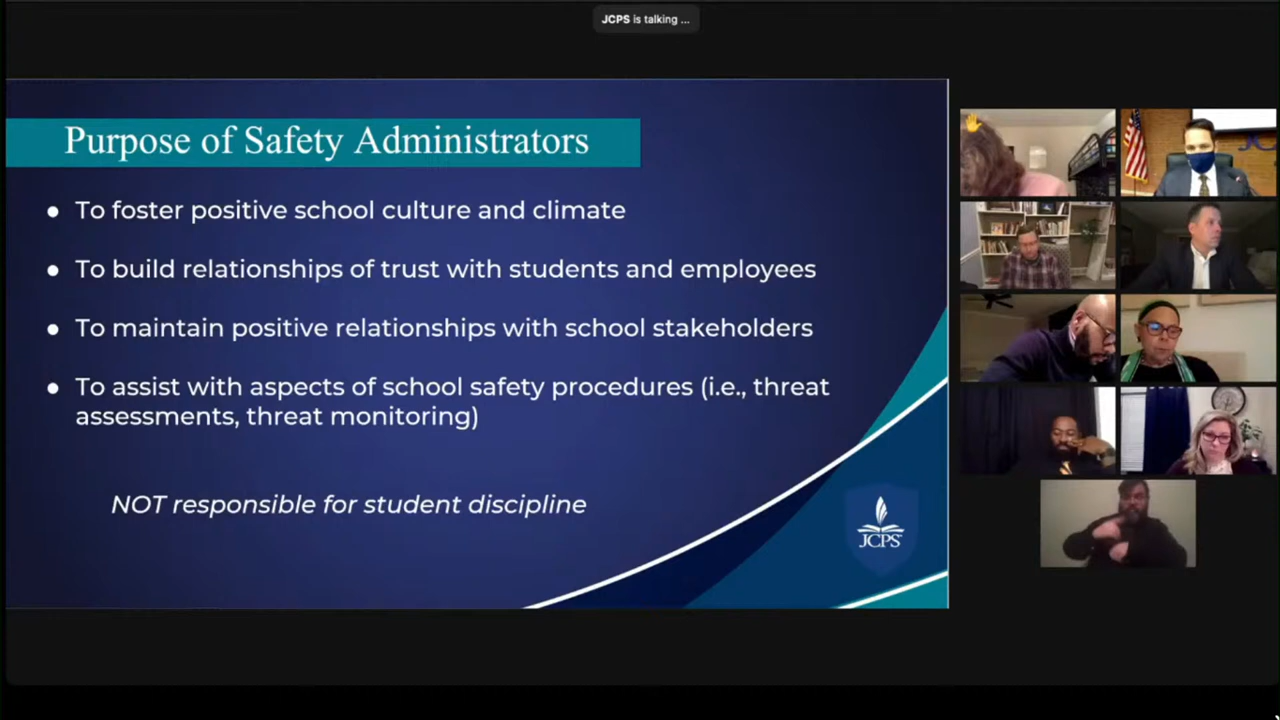 JCPS is talking ...
Purpose of Safety Administrators
● To foster positive school culture and climate
● To build relationships of trust with students and employees
● To maintain positive relationships with school stakeholders
● To assist with aspects of school safety procedures (i.e., threat
assessments, threat monitoring)
NOT responsible for student discipline
JCPS